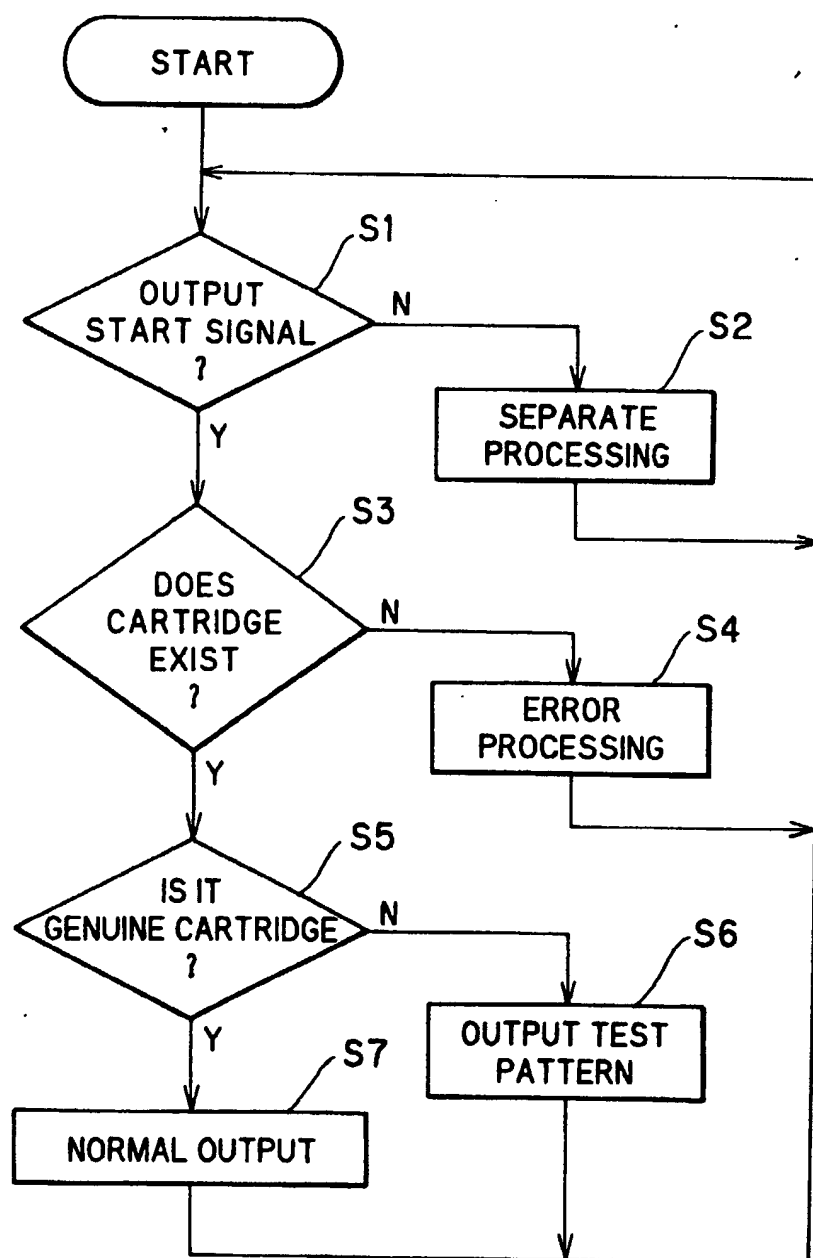 START
S1
OUTPUT
START SIGNAL
?
N
Y
S2
SEPARATE
PROCESSING
S3
DOES
CARTRIDGE
EXIST
?
N
Y
S4
ERROR
PROCESSING
S5
IS IT
GENUINE CARTRIDGE
?
N
Y
S6
OUTPUT TEST
PATTERN
S7
NORMAL OUTPUT